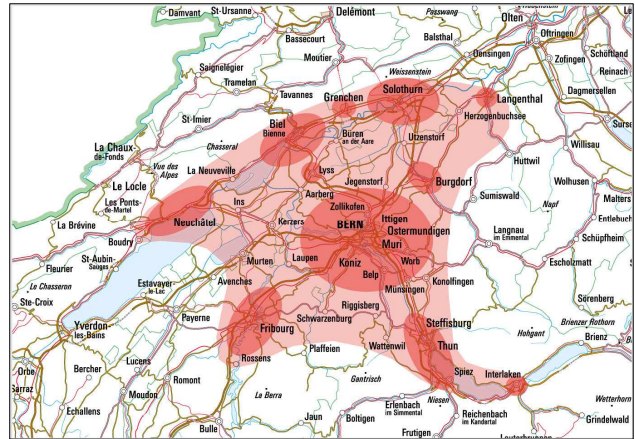 Damvant
St-Ursanne
Delémont
Passwang
Olten
Bassecourt
Balsthal
Oftringen
Moutier
Oensingen
Zofingen
Schöftland
Saignelégier
Weissenstein
Reinach
Tramelan
Tavannes
Solothurn
Dagmersellen
Grenchen
Langenthal
St-Imier
Biel
Bienne
Büren
an der Aare
Utzenstorf
Herzogenbuchsee
Surse
Chasseral
Willisau
La Chaux-
de-Fonds
Vue des
Alpes
La Neuveville
Lyss
Jegenstorf
Huttwil
Burgdorf
Wolhusen
Le Locle
Aarberg
Sumiswald
Malters
Les Ponts-
de-Martel
Ins
Zollikofen
Napf
Neuchâtel
Kerzers
BERN
Ittigen
Ostermundigen
Entlebuch
La Brévine
Boudry
Muri
Langnau
im Emmental
Schüpfheim
St-Aubin-
Sauges
Murten
Laupen
Köniz
Worb
Escholzmatt
Fleurier
Belp
Le Chasseron
Estavayer-
le-Lac
Avenches
Münsingen
Konolfingen
Ste-Croix
Riggisberg
Sörenberg
Payerne
Fribourg
Schwarzenburg
Steffisburg
Brienzer Rothorn
Yverdon-
les-Bains
Hohgant
Thun
Brienz
Plaffeien
Wattenwil
Rossens
Orbe
Bercher
Lucens
Gantrisch
Spiez
Interlaken
Romont
La Berra
Wetterhorn
Moudon
Niesen
Echallens
Erlenbach
im Simmental
Reichenbach
im Kandertal
Grindelwald
Jaun
Boltigen
Bulle
Frutigen